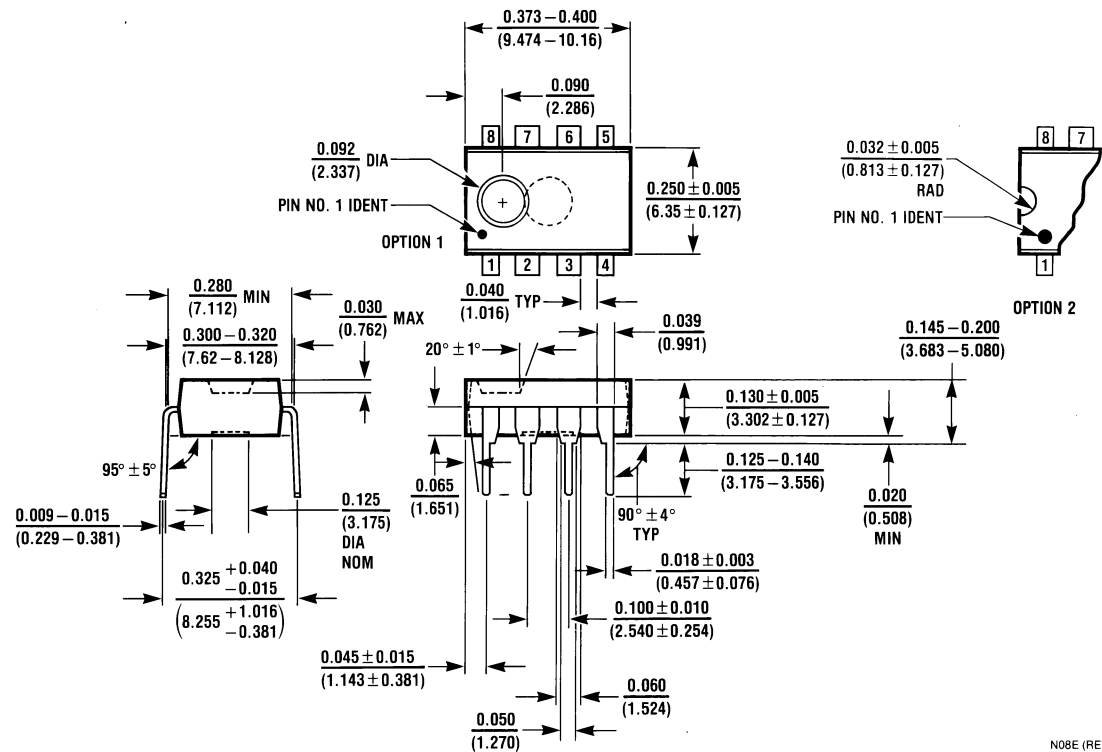 0.373 – 0.400
(9.474 – 10.16)
0.090
(2.286)
8 7 6 5
0.092 DIA
(2.337)
PIN NO. 1 IDENT
OPTION 1
0.250 ± 0.005
(6.35 ± 0.127)
1 2 3 4
8 7
0.032 ± 0.005
(0.813 ± 0.127)
RAD
PIN NO. 1 IDENT
1
OPTION 2
0.280 MIN
(7.112)
0.030 MAX
(0.762)
0.300 – 0.320
(7.62 – 8.128)
0.040 TYP
(1.016)
0.039
(0.991)
20° ± 1°
0.145 – 0.200
(3.683 – 5.080)
0.130 ± 0.005
(3.302 ± 0.127)
95° ± 5°
0.065
(1.651)
0.125 – 0.140
(3.175 – 3.556)
90° ± 4°
TYP
0.020
(0.508)
MIN
0.009 – 0.015
(0.229 – 0.381)
0.125
(3.175)
DIA
NOM
0.325 +0.040
−0.015
(8.255 +1.016
−0.381)
0.018 ± 0.003
(0.457 ± 0.076)
0.100 ± 0.010
(2.540 ± 0.254)
0.045 ± 0.015
(1.143 ± 0.381)
0.060
(1.524)
0.050
(1.270)
N08E (RE